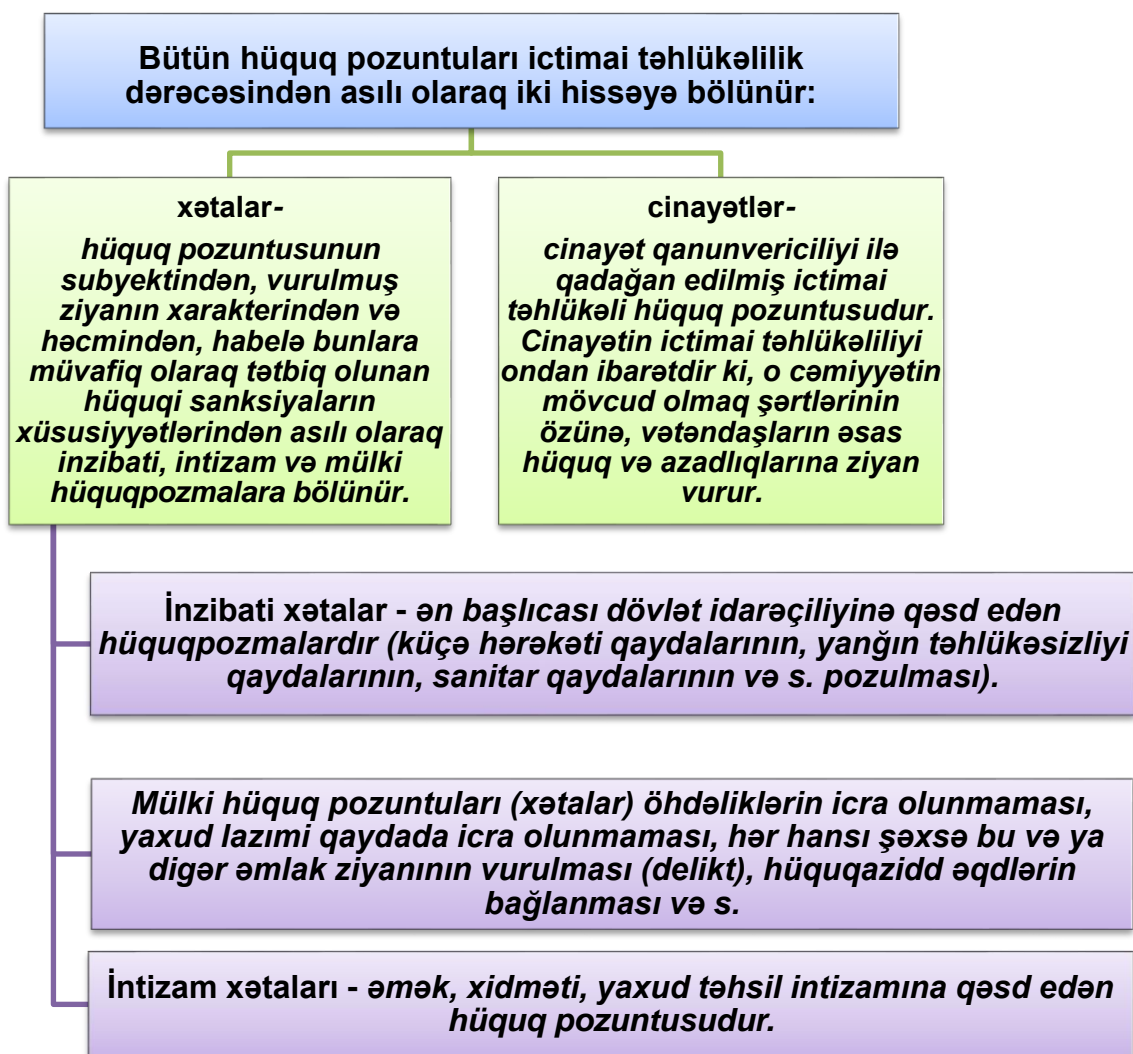 Bütün hüquq pozuntuları ictimai təhlükəlilik
dərəcəsindən asılı olaraq iki hissəyə bölünür:
xətalar-
hüquq pozuntusunun
subyektindən, vurulmuş
ziyanın xarakterindən və
həcmindən, habelə bunlara
müvafiq olaraq tətbiq olunan
hüquqi sanksiyaların
xüsusiyyətlərindən asılı olaraq
inzibati, intizam və mülki
hüquqpozmalara bölünür.
cinayətlər-
cinayət qanunvericiliyi ilə
qadağan edilmiş ictimai
təhlükəli hüquq pozuntusudur.
Cinayətin ictimai təhlükəliliyi
ondan ibarətdir ki, o cəmiyyətin
mövcud olmaq şərtlərinin
özünə, vətəndaşların əsas
hüquq və azadlıqlarına ziyan
vurur.
İnzibati xətalar - ən başlıcası dövlət idarəçiliyinə qəsd edən
hüquqpozmalardır (küçə hərəkəti qaydalarının, yanğın təhlükəsizliyi
qaydalarının, sanitar qaydalarının və s. pozulması).
Mülki hüquq pozuntuları (xətalar) öhdəliklərin icra olunmaması,
yaxud lazımi qaydada icra olunmaması, hər hansı şəxsə bu və ya
digər əmlak ziyanının vurulması (delikt), hüquqazidd əqdlərin
bağlanması və s.
İntizam xətaları - əmək, xidməti, yaxud təhsil intizamına qəsd edən
hüquq pozuntusudur.